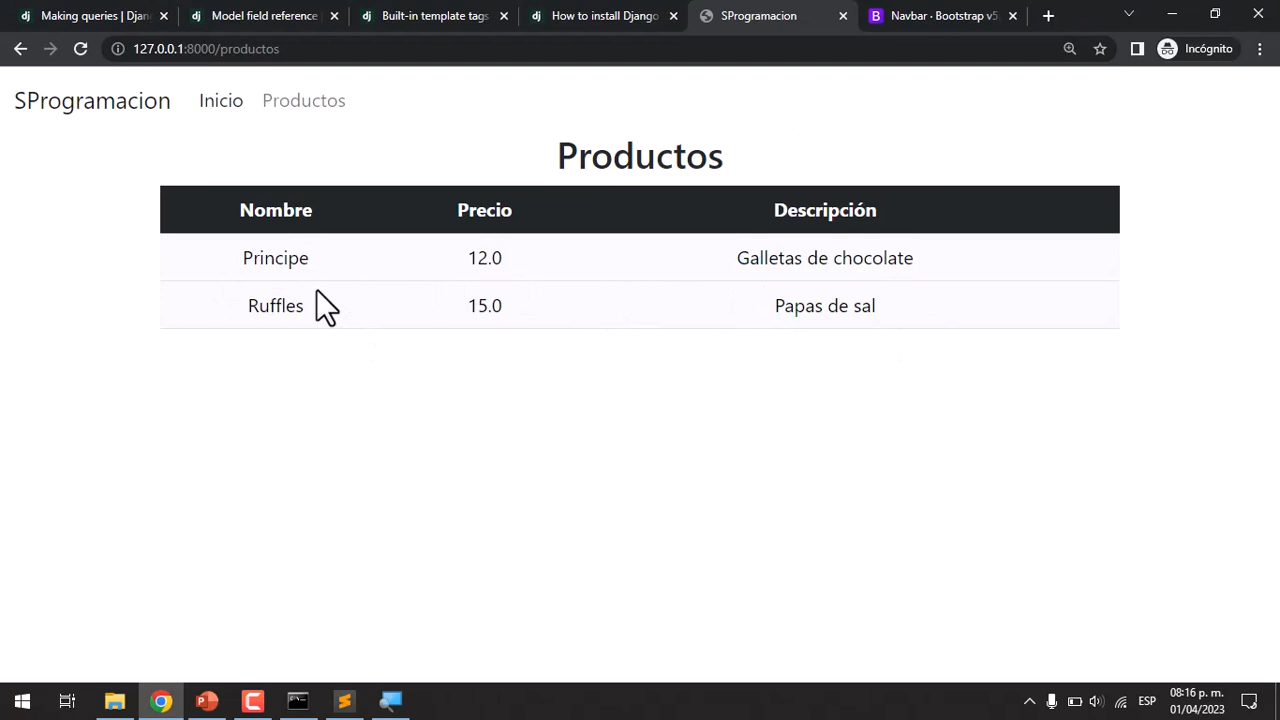 Making queries | Djan
Model field reference
Built-in template tags
How to install Django
SProgramacion
Navbar · Bootstrap v5
127.0.0.1:8000/productos
Incógnito
SProgramacion
Inicio
Productos
Productos
Nombre Precio Descripción
Principe 12.0 Galletas de chocolate
Ruffles 15.0 Papas de sal
ESP
08:16 p. m.
01/04/2023